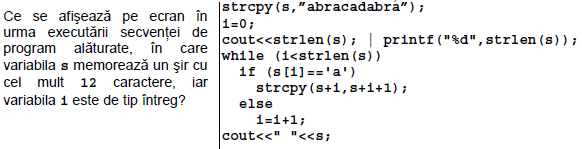 Ce se afişează pe ecran în
urma executării secvenţei de
program alăturate, în care
variabila s memorează un şir cu
cel mult 12 caractere, iar
variabila i este de tip întreg?
strcpy(s,”abracadabra”);
i=0;
cout<<strlen(s); | printf("%d",strlen(s));
while (i<strlen(s))
if (s[i]=='a')
strcpy(s+i,s+i+1);
else
i=i+1;
cout<<" "<<s;